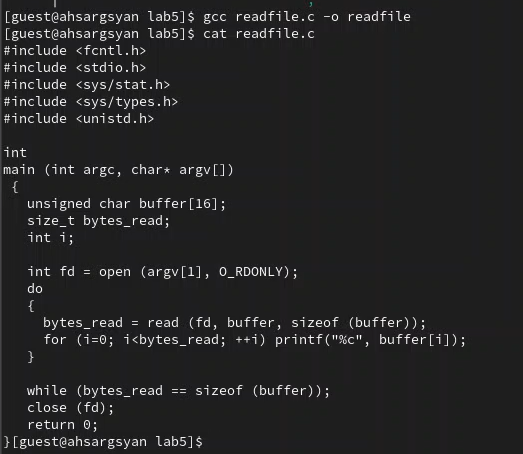 [guest@ahsargsyan lab5]$ gcc readfile.c -o readfile
[guest@ahsargsyan lab5]$ cat readfile.c
#include <fcntl.h>
#include <stdio.h>
#include <sys/stat.h>
#include <sys/types.h>
#include <unistd.h>

int
main (int argc, char* argv[])
 {
   unsigned char buffer[16];
   size_t bytes_read;
   int i;

   int fd = open (argv[1], O_RDONLY);
   do
   {
     bytes_read = read (fd, buffer, sizeof (buffer));
     for (i=0; i<bytes_read; ++i) printf("%c", buffer[i]);
   }

   while (bytes_read == sizeof (buffer));
   close (fd);
   return 0;
}[guest@ahsargsyan lab5]$